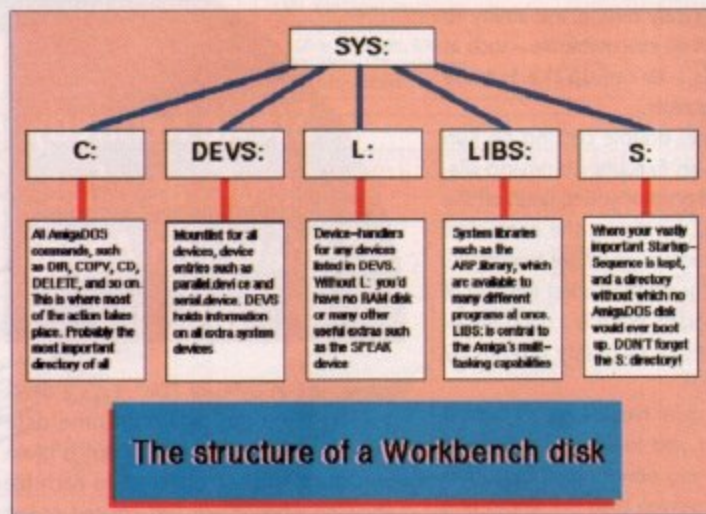 SYS:
C:
DEVS:
L:
LIBS:
S:
All AmigaDOS
commands, such
as DIR, COPY, CD,
DELETE, and so on.
This is where most
of the action takes
place. Probably the
most important
directory of all
Mountlist for all
devices, device
entries such as
parallel.devi ce and
serial.device. DEVS
holds information
on all extra system
devices
Device-handlers
for any devices
listed in DEVS.
Without L: you'd
have no RAM disk
or many other
useful extras such
as the SPEAK
device
System libraries
such as the
ARP.library, which
are available to
many different
programs at once.
LIBS: is central to
the Amiga's multi-
tasking capabilities
Where your vastly
important Startup-
Sequence is kept,
and a directory
without which no
AmigaDOS disk
would ever boot
up. DON'T forget
the S: directory!
The structure of a Workbench disk